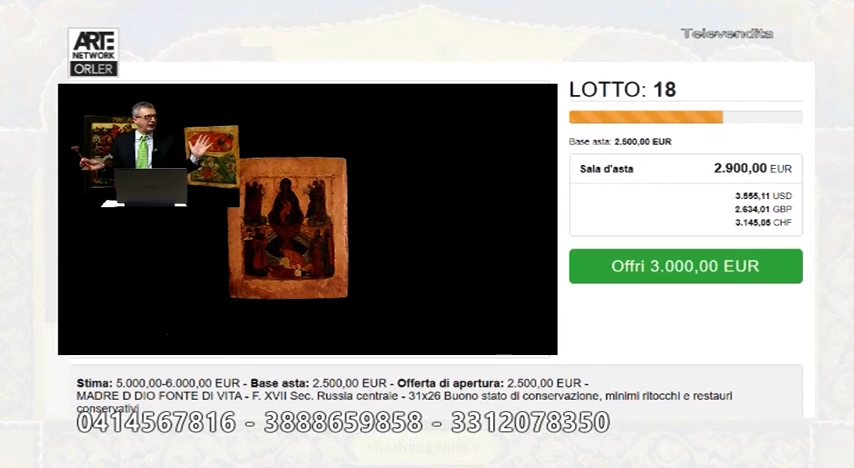 ARTE
NETWORK
ORLER
Televendita
LOTTO: 18
Base asta: 2.500,00 EUR
Sala d'asta 2.900,00 EUR
3.555,11 USD
2.634,01 GBP
3.145,05 CHF
Offri 3.000,00 EUR
Stima: 5.000,00-6.000,00 EUR - Base asta: 2.500,00 EUR - Offerta di apertura: 2.500,00 EUR -
MADRE D DIO FONTE DI VITA - F. XVII Sec. Russia centrale - 31x26 Buono stato di conservazione, minimi ritocchi e restauri
conservativi
0414567816 - 3888659858 - 3312078350